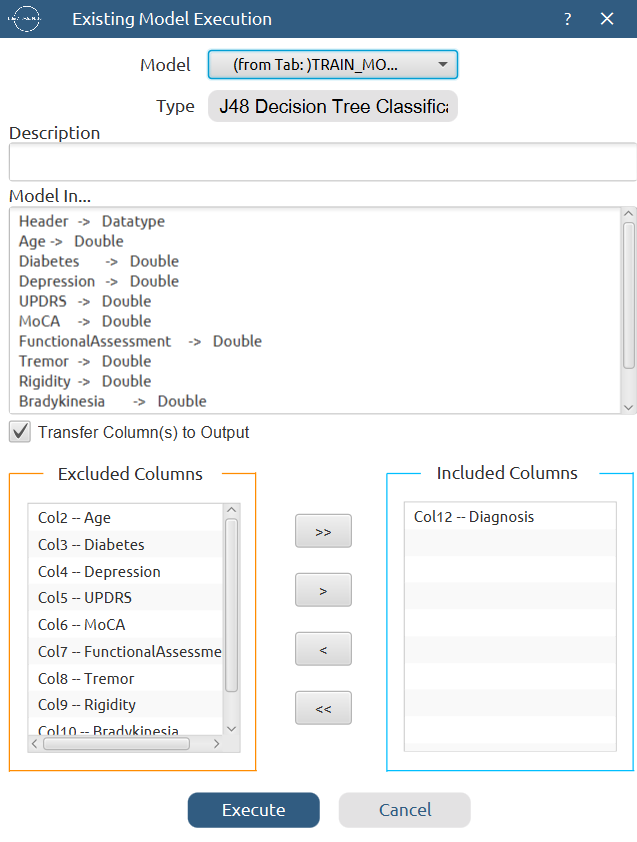 Existing Model Execution ? ×
Model (from Tab: )TRAIN_MO...
Type J48 Decision Tree Classifica
Description
Model In...
Header -> Datatype
Age -> Double
Diabetes -> Double
Depression -> Double
UPDRS -> Double
MoCA -> Double
FunctionalAssessment -> Double
Tremor -> Double
Rigidity -> Double
Bradykinesia -> Double
Transfer Column(s) to Output
Excluded Columns
Col2 -- Age
Col3 -- Diabetes
Col4 -- Depression
Col5 -- UPDRS
Col6 -- MoCA
Col7 -- FunctionalAssessme
Col8 -- Tremor
Col9 -- Rigidity
Col10 -- Bradykinesia
>>
>
<
<<
Included Columns
Col12 -- Diagnosis
Execute Cancel